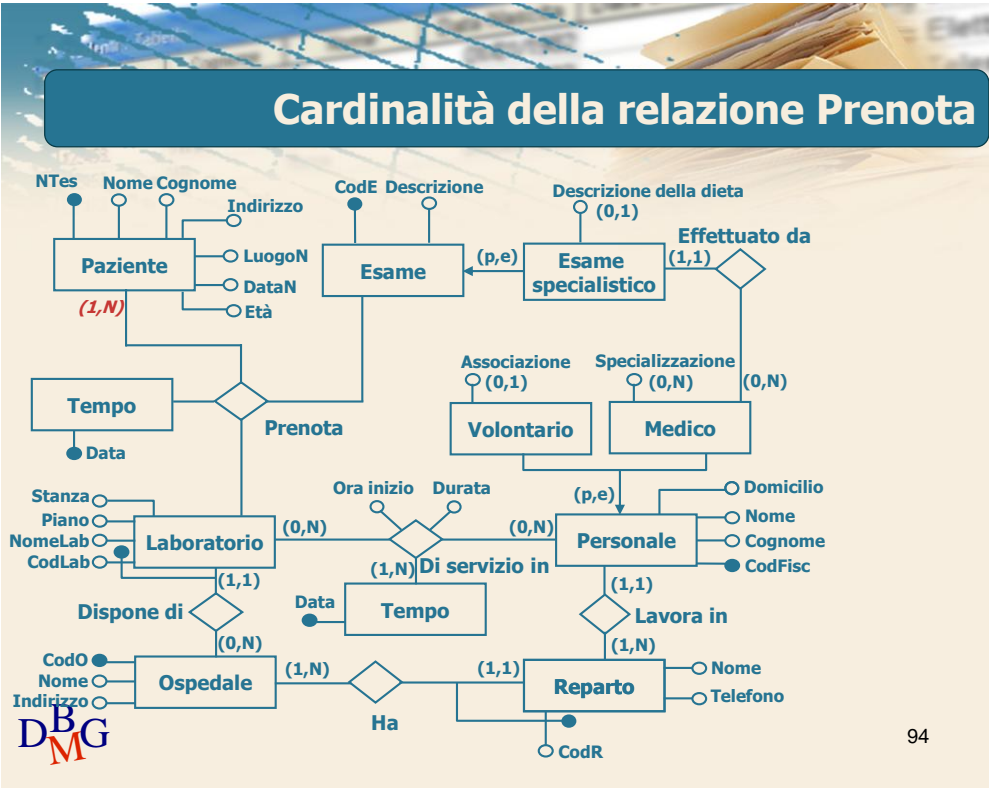 Cardinalità della relazione Prenota
NTes
Nome Cognome
CodE Descrizione
Descrizione della dieta
(0,1)
Indirizzo
Effettuato da
Paziente
LuogoN
Esame
(p,e)
Esame
specialistico
(1,1)
DataN
(1,N)
Età
Associazione
(0,1)
Specializzazione
(0,N)
(0,N)
Tempo
Prenota
Volontario
Medico
Data
Stanza
Ora inizio
Durata
(p,e)
Domicilio
Piano
Nome
NomeLab
Laboratorio
(0,N)
(0,N)
Personale
Cognome
CodLab
CodFisc
(1,1)
(1,N)
Di servizio in
(1,1)
Dispone di
Data
Tempo
Lavora in
(0,N)
(1,N)
CodO
Nome
Ospedale
(1,N)
(1,1)
Reparto
Nome
Indirizzo
Telefono
Ha
CodR
DBMG
94